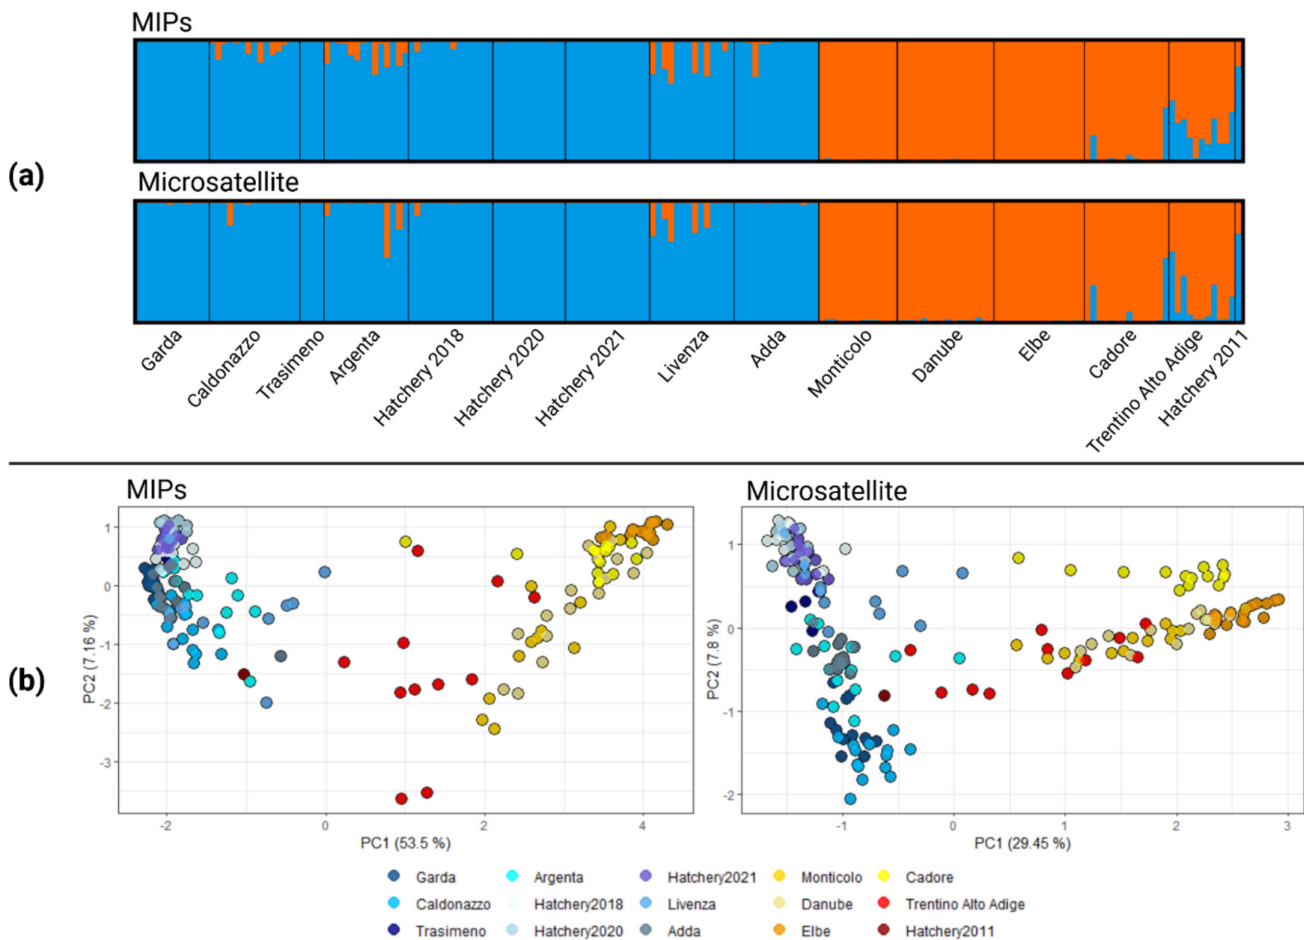 MIPs
(a)
Microsatellite
Garda
Caldonazzo
Trasimeno
Argenta
Hatchery 2018
Hatchery 2020
Hatchery 2021
Livenza
Adda
Monticolo
Danube
Elbe
Cadore
Trentino Alto Adige
Hatchery 2011
(b)
MIPs
PC2 (7.16 %)
1
0
-1
-2
-3
-2
0
2
4
PC1 (53.5 %)
Microsatellite
PC2 (7.8 %)
1
0
-1
-2
-1
0
1
2
3
PC1 (29.45 %)
Garda Argenta Hatchery2021 Monticolo Cadore
Caldonazzo Hatchery2018 Livenza Danube Trentino Alto Adige
Trasimeno Hatchery2020 Adda Elbe Hatchery2011